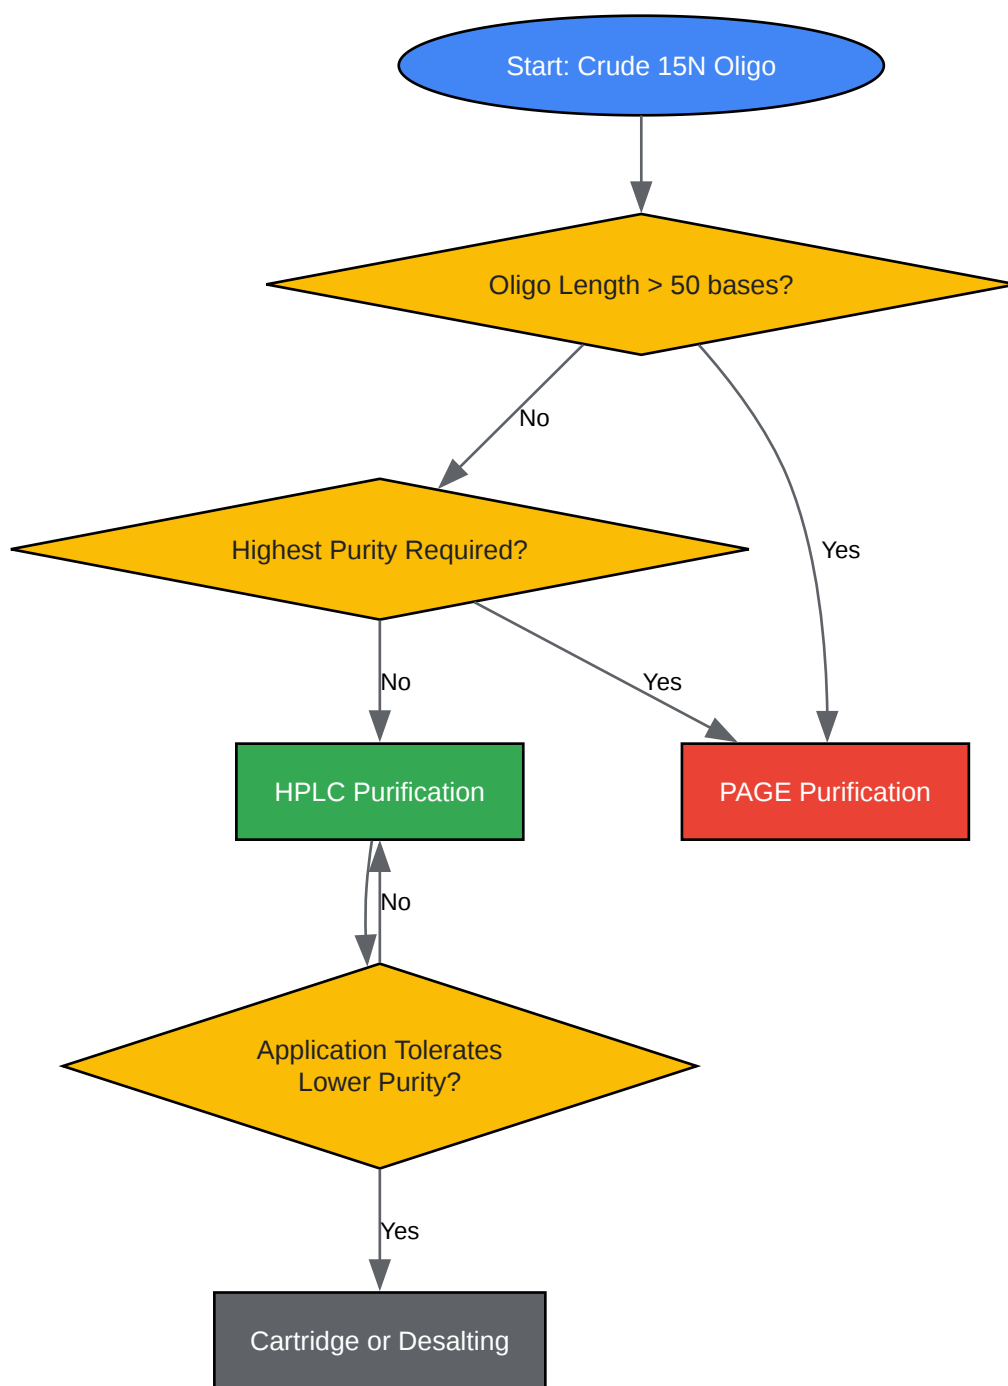 Start: Crude 15N Oligo
Oligo Length > 50 bases?
No
Highest Purity Required?
Yes
No
Yes
HPLC Purification
PAGE Purification
No
Application Tolerates
Lower Purity?
Yes
Cartridge or Desalting